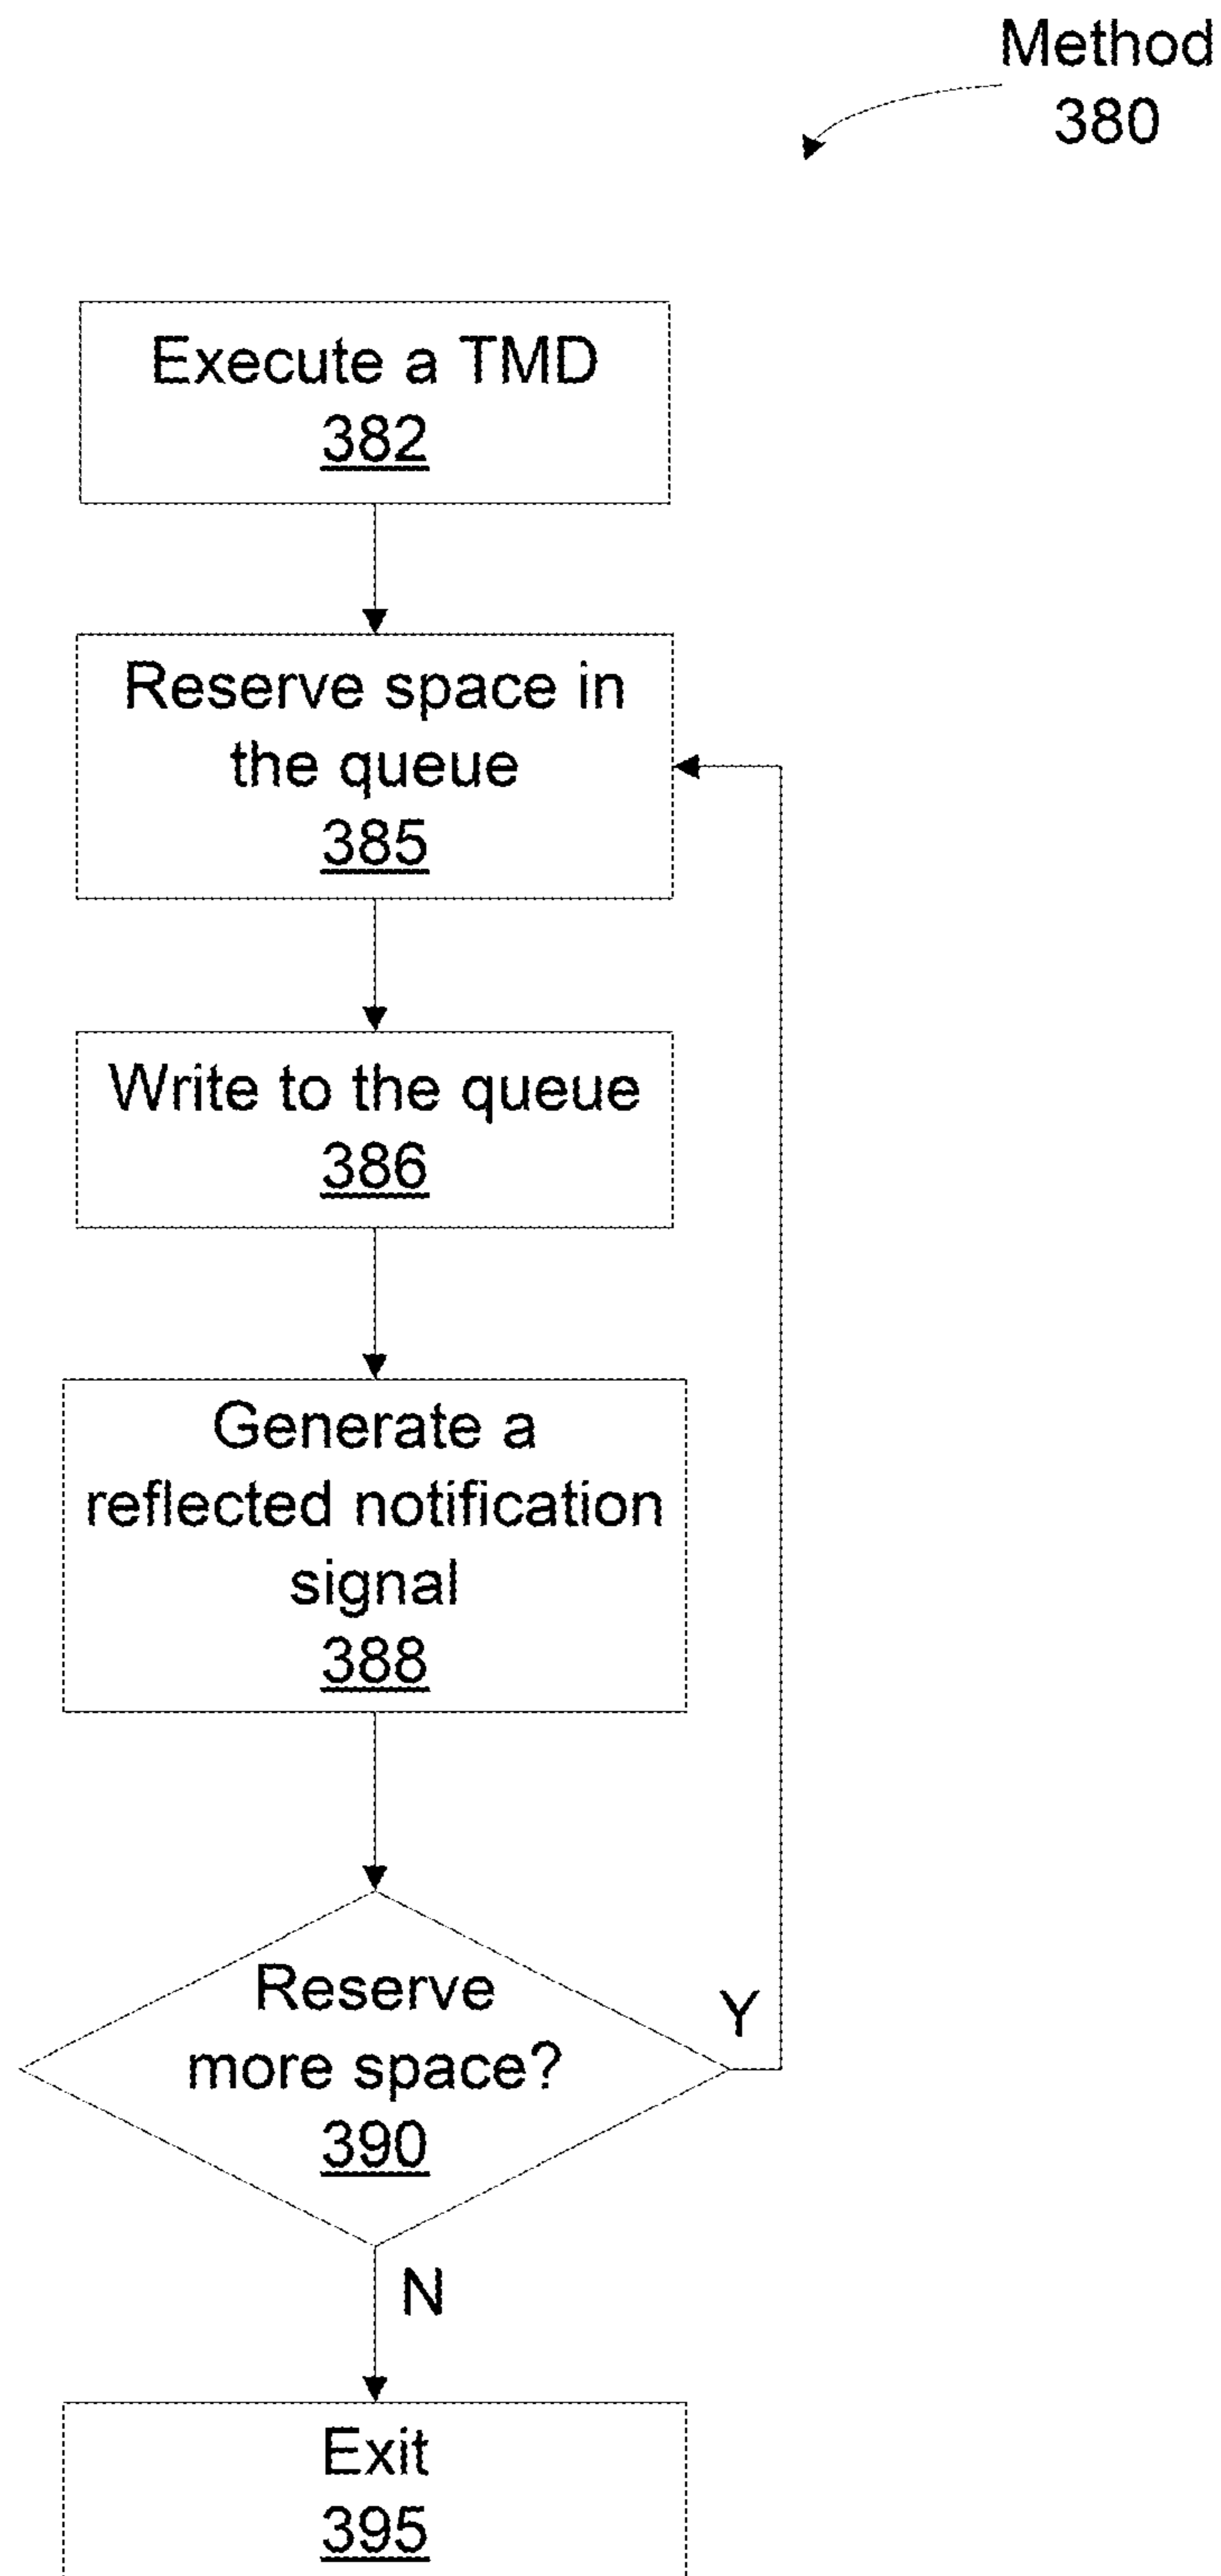 Method
380
Execute a TMD
382
Reserve space in
the queue
385
Write to the queue
386
Generate a
reflected notification
signal
388
Reserve
more space?
390
Y
N
Exit
395